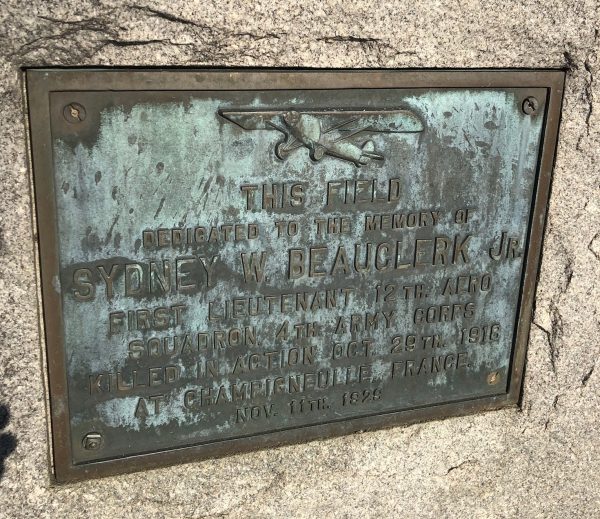 THIS FIELD
DEDICATED TO THE MEMORY OF
SYDNEY W. BEAUCLERK JR.
FIRST LIEUTENANT 12TH. AERO
SQUADRON, 4TH. ARMY CORPS
KILLED IN ACTION OCT. 29TH. 1918
AT CHAMPIGNEULLE, FRANCE.
NOV. 11TH. 1929